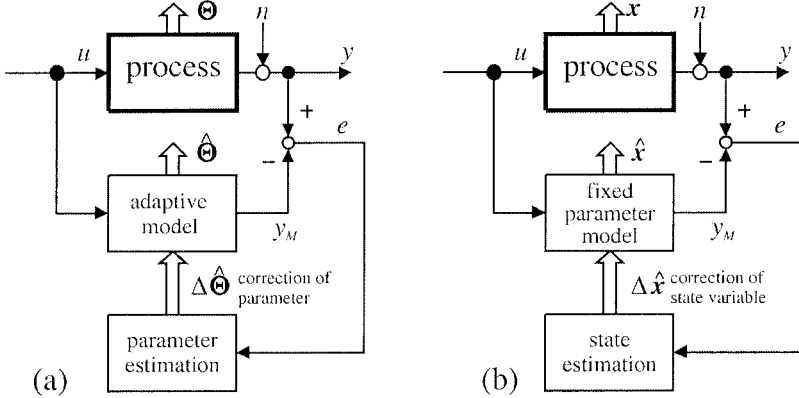 Θ
n
u
process
y
+
e
−
Θ̂
adaptive
model
y_M
ΔΘ̂ correction of
parameter
parameter
estimation
(a)
x
n
u
process
y
+
e
−
x̂
fixed
parameter
model
y_M
Δx̂ correction of
state variable
state
estimation
(b)